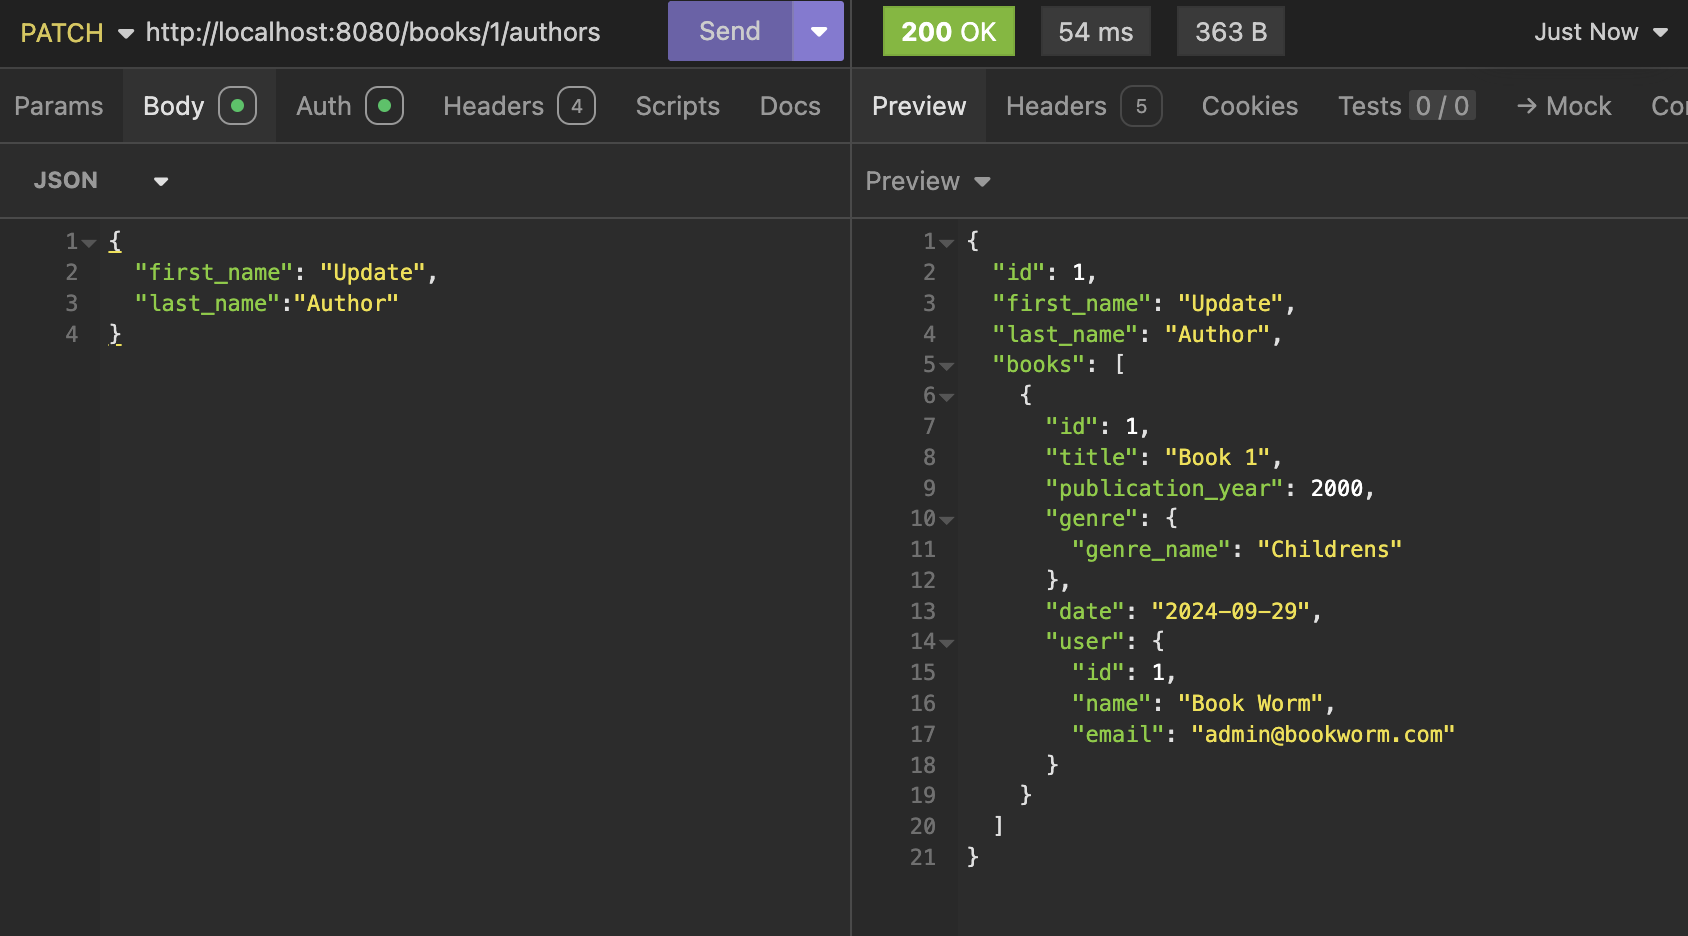 PATCH http://localhost:8080/books/1/authors Send
200 OK 54 ms 363 B Just Now
Params Body Auth Headers 4 Scripts Docs
Preview Headers 5 Cookies Tests 0 / 0 → Mock Co
JSON
Preview
1 {
2 "first_name": "Update",
3 "last_name":"Author"
4 }
1 {
2 "id": 1,
3 "first_name": "Update",
4 "last_name": "Author",
5 "books": [
6 {
7 "id": 1,
8 "title": "Book 1",
9 "publication_year": 2000,
10 "genre": {
11 "genre_name": "Childrens"
12 },
13 "date": "2024-09-29",
14 "user": {
15 "id": 1,
16 "name": "Book Worm",
17 "email": "admin@bookworm.com"
18 }
19 }
20 ]
21 }